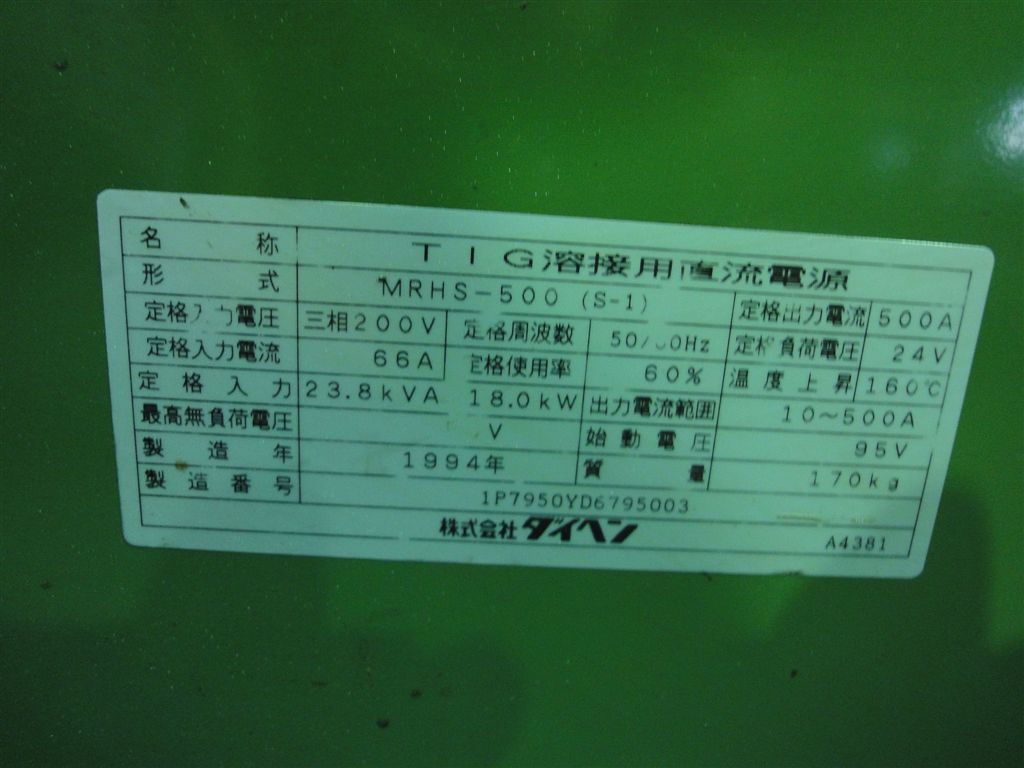 名称 TIG溶接用直流電源
形式 MRHS-500 (S-1) 定格出力電流 500A
定格入力電圧 三相200V 定格周波数 50/60Hz 定格負荷電圧 24V
定格入力電流 66A 定格使用率 60% 温度上昇 160℃
定格入力 23.8kVA 18.0kW 出力電流範囲 10～500A
最高無負荷電圧 V 始動電圧 95V
製造年 1994年 質量 170kg
製造番号 1P7950YD6795003
株式会社ダイヘン A4381